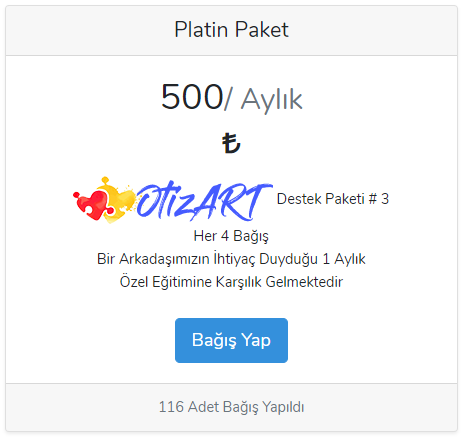 Platin Paket
500/ Aylık
₺
OtizART Destek Paketi # 3
Her 4 Bağış
Bir Arkadaşımızın İhtiyaç Duyduğu 1 Aylık
Özel Eğitimine Karşılık Gelmektedir
Bağış Yap
116 Adet Bağış Yapıldı